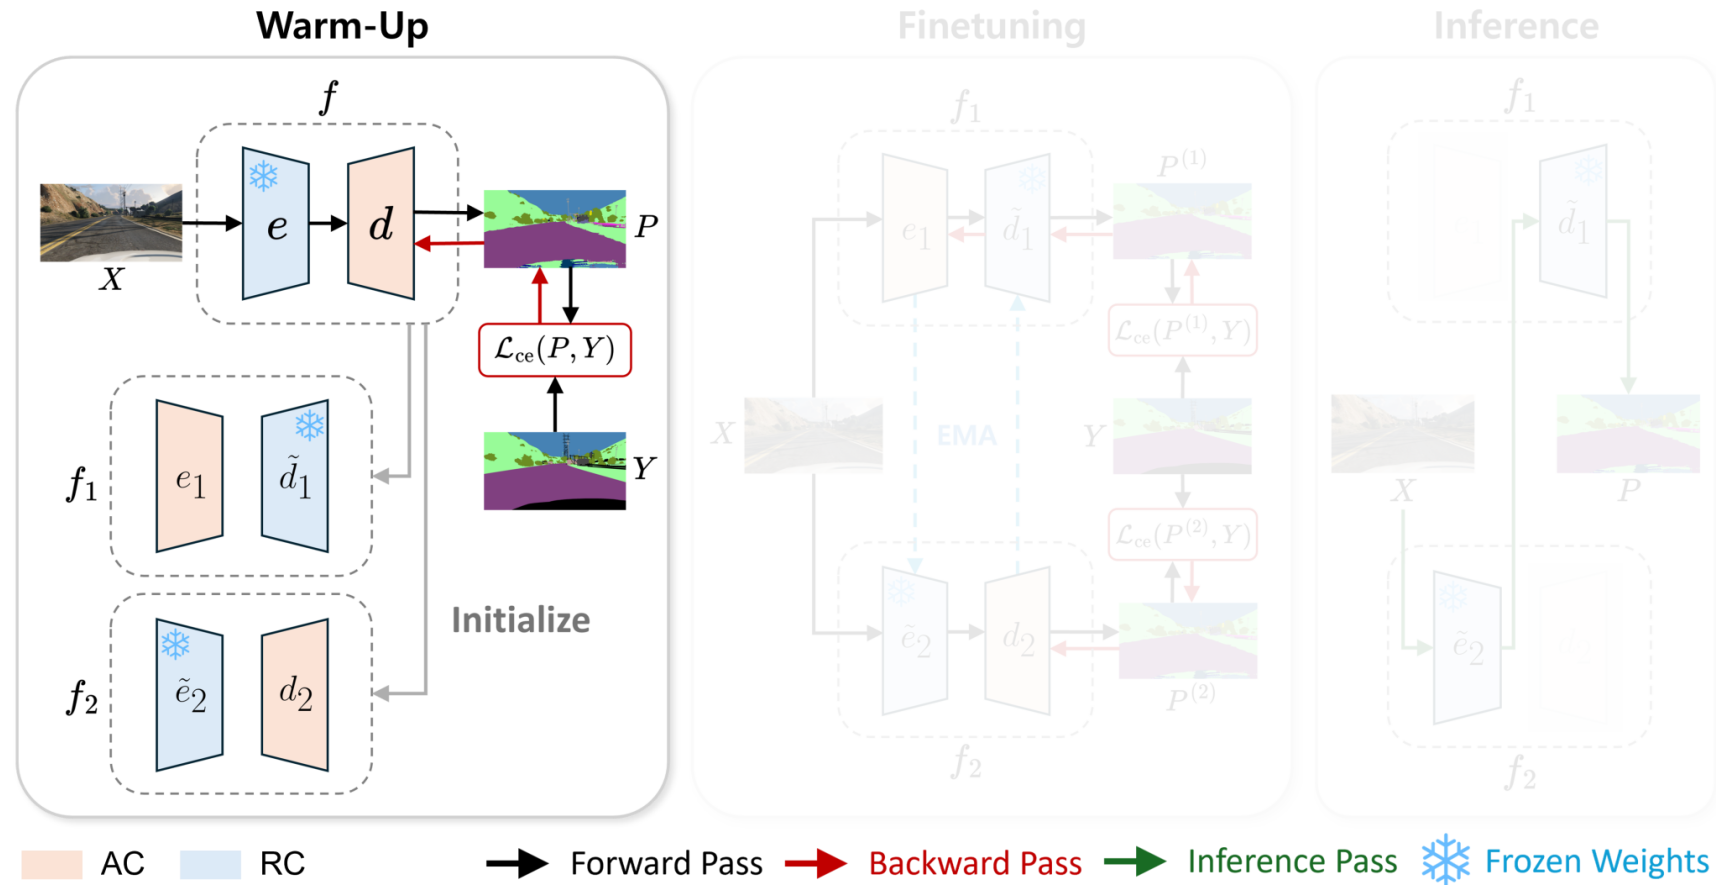 Warm-Up
f
e
d
X
P
ℒce(P, Y)
Y
f1
e1
d̃1
Initialize
f2
ẽ2
d2
Finetuning
f1
e1
d̃1
P(1)
ℒce(P(1), Y)
X
EMA
Y
ℒce(P(2), Y)
ẽ2
d2
P(2)
f2
Inference
f1
d̃1
X
P
ẽ2
f2
AC
RC
Forward Pass
Backward Pass
Inference Pass
Frozen Weights